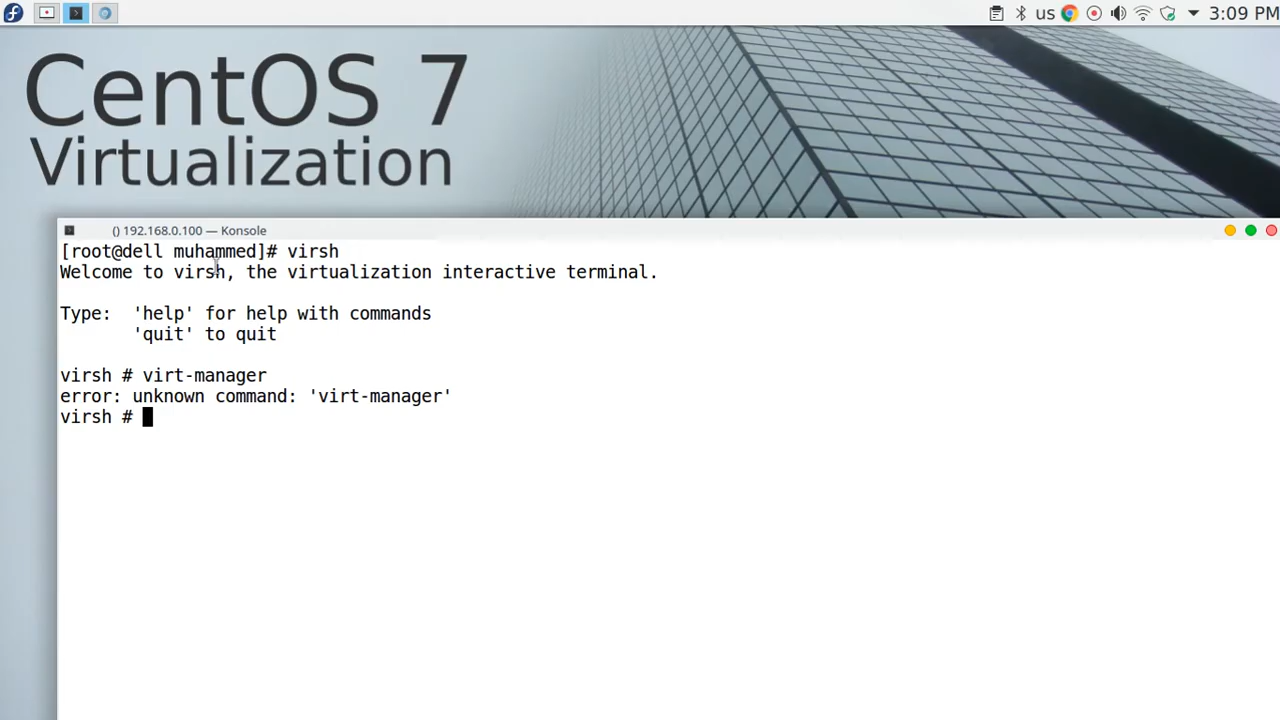 us 3:09 PM
CentOS 7
Virtualization
() 192.168.0.100 — Konsole
[root@dell muhammed]# virsh
Welcome to virsh, the virtualization interactive terminal.
Type:  'help' for help with commands
       'quit' to quit
virsh # virt-manager
error: unknown command: 'virt-manager'
virsh #